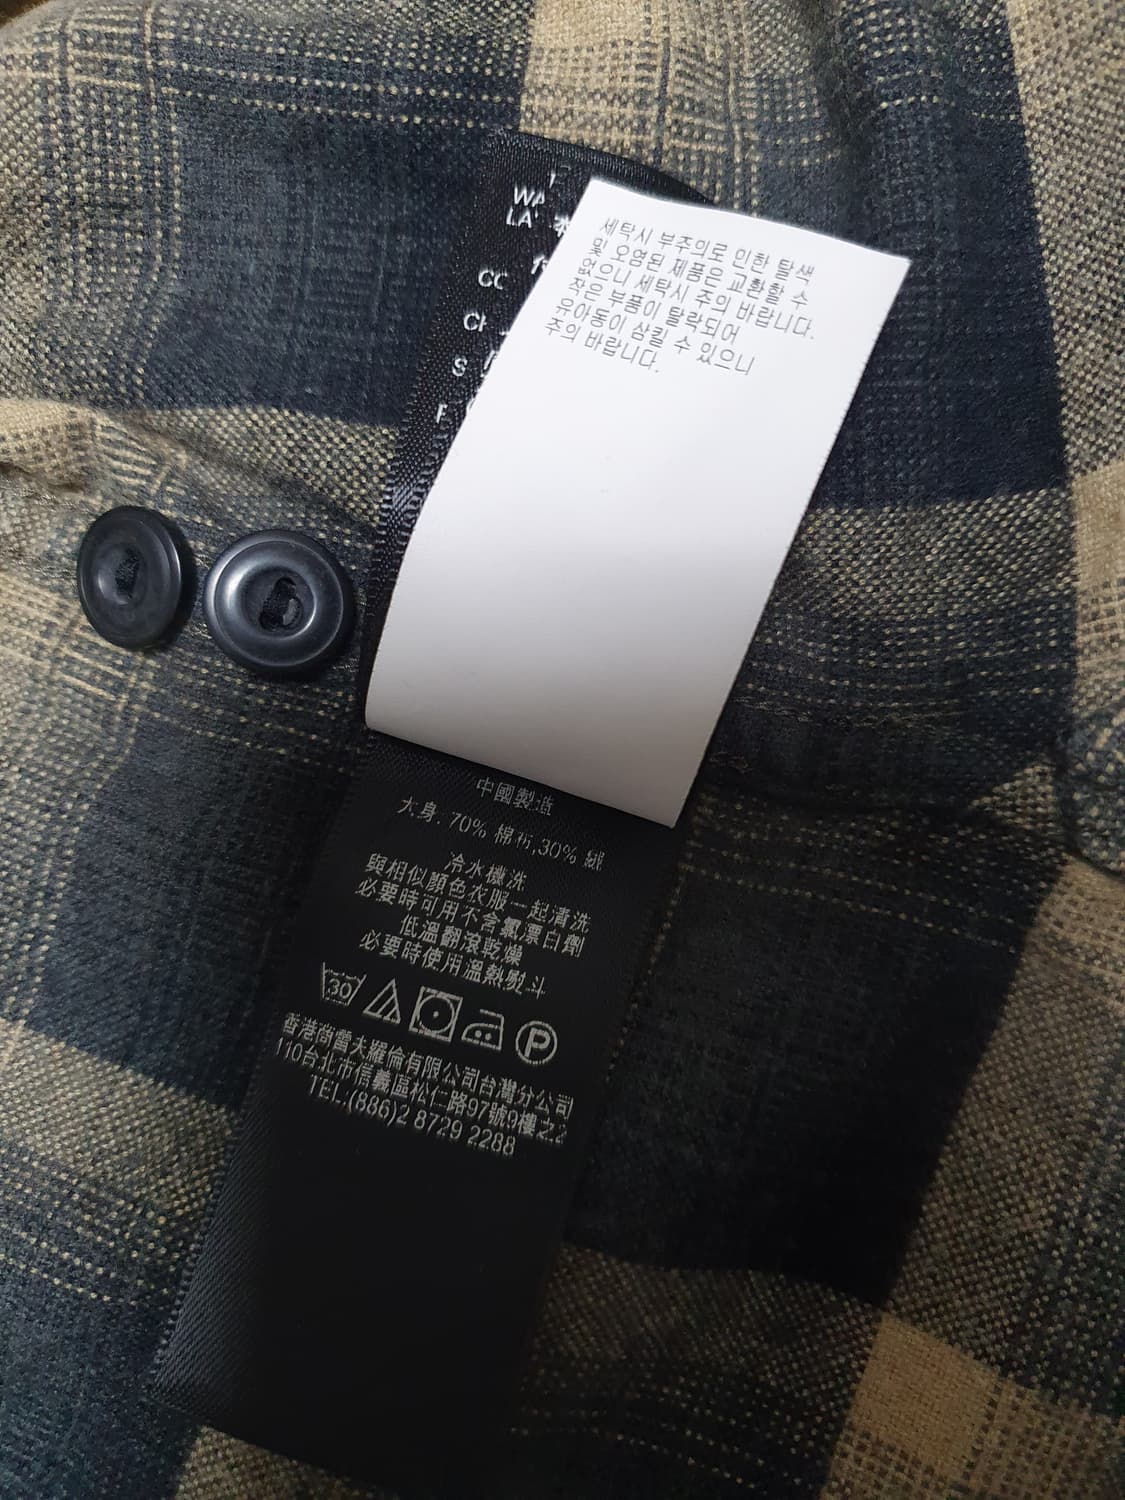 WA
LA
CC
세탁시 부주의로 인한 탈색
및 오염된 제품은 교환할 수
없으니 세탁시 주의 바랍니다.
작은 부품이 탈락되어
유아동이 삼킬 수 있으니
주의 바랍니다.
中國製造
大身. 70% 棉布,30% 絨
冷水機洗
與相似顏色衣服一起清洗
必要時可用不含氯漂白劑
低溫翻滾乾燥
必要時使用溫熱熨斗
30
P
香港商曹夫羅倫有限公司台灣分公司
110台北市信義區松仁路97號9樓之2
TEL:(886)2 8729 2288